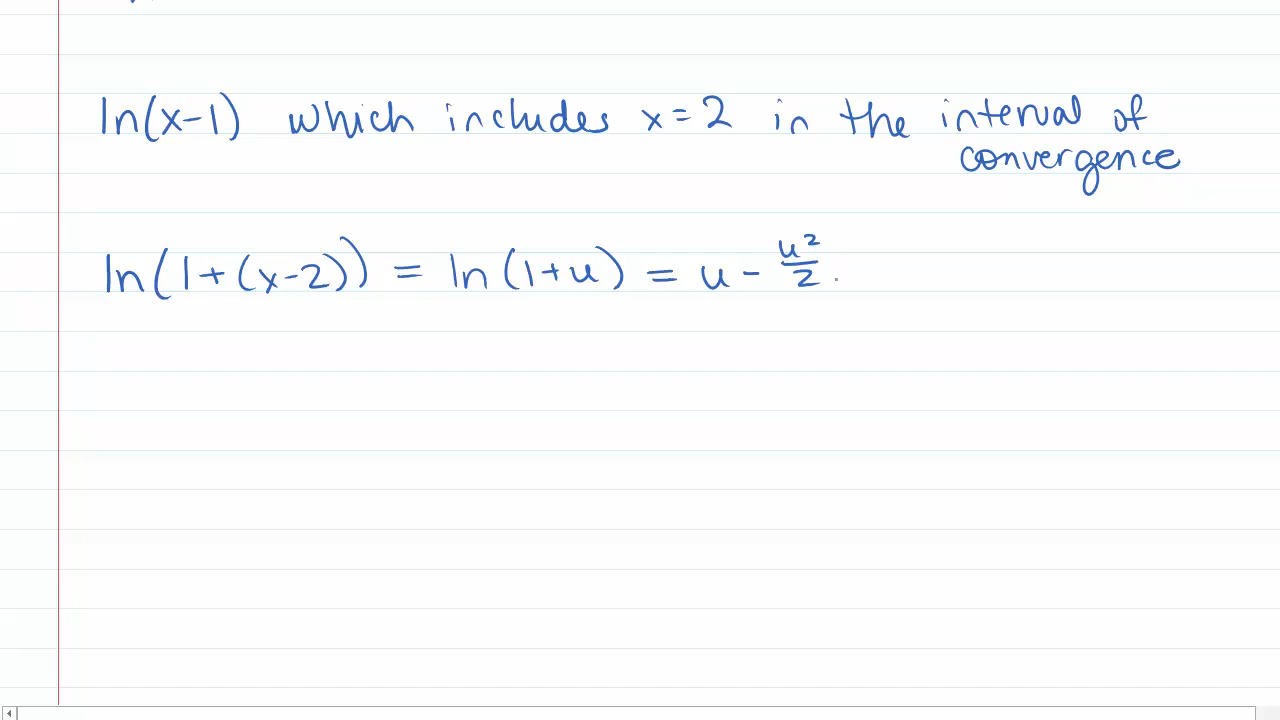 ln(x-1) which includes x=2 in the interval of
convergence
ln(1+(x-2)) = ln(1+u) = u - u²/2